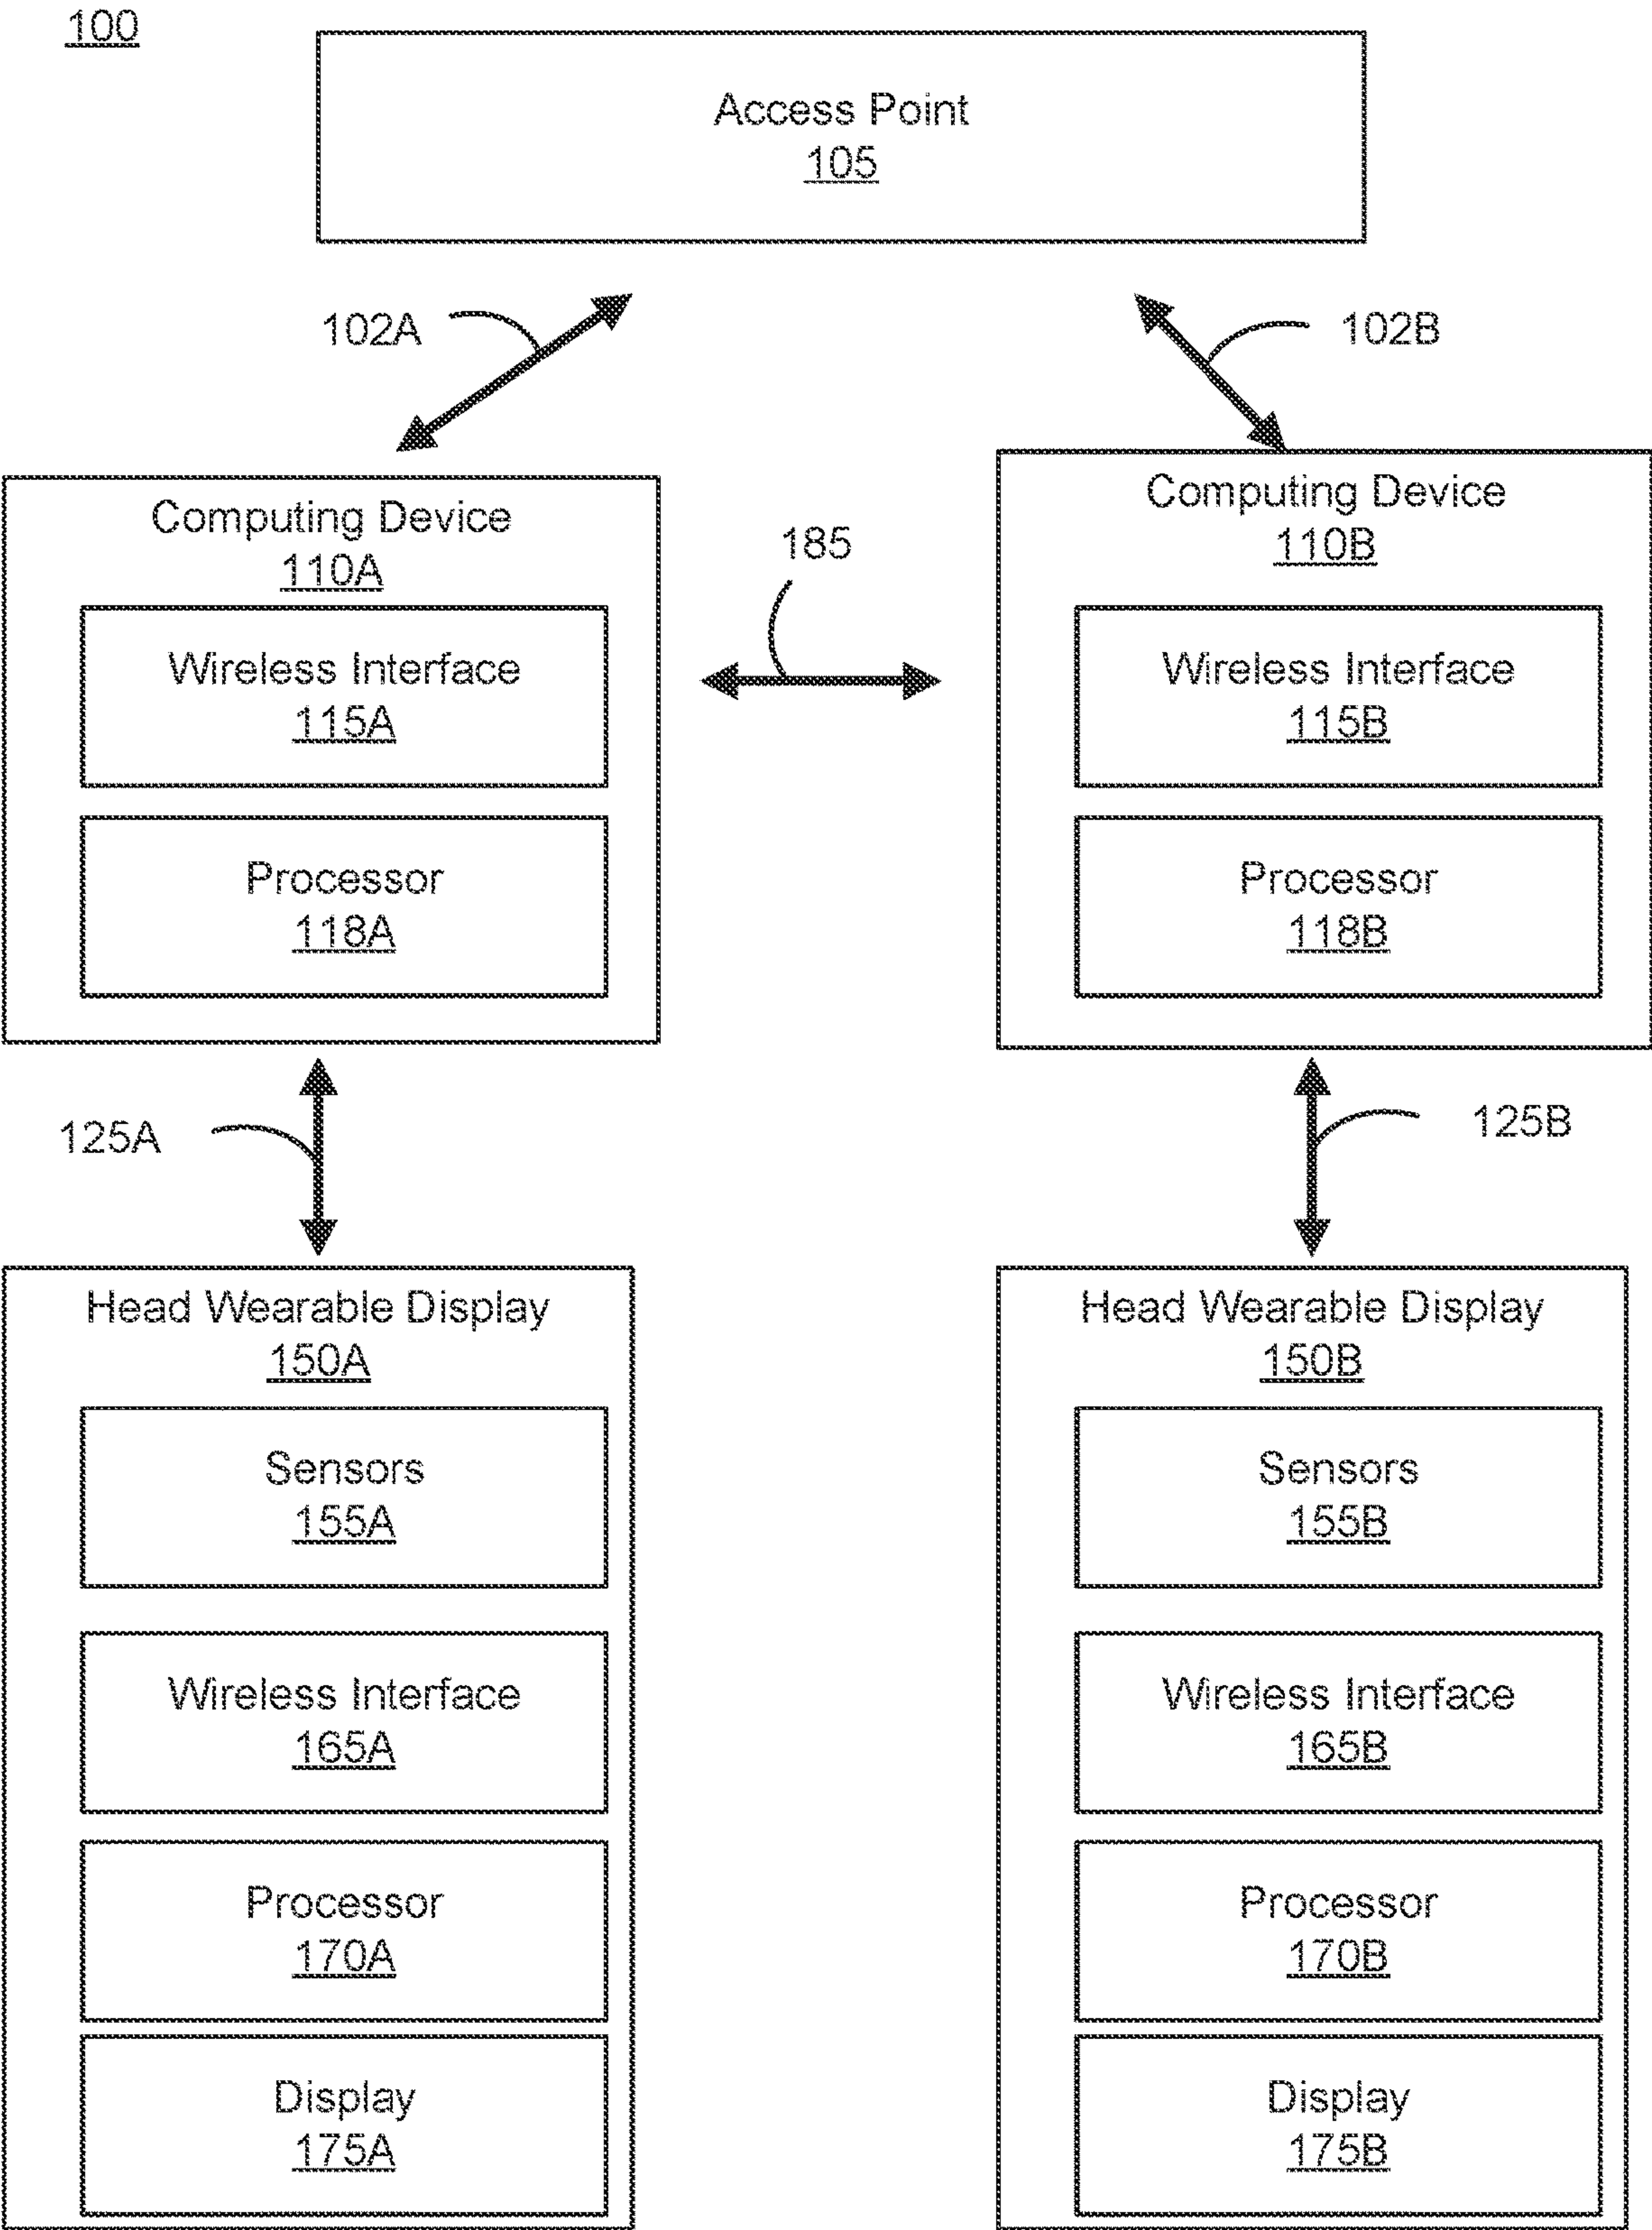 100
Access Point
105
102A
102B
Computing Device
110A
Wireless Interface
115A
Processor
118A
185
Computing Device
110B
Wireless Interface
115B
Processor
118B
125A
125B
Head Wearable Display
150A
Sensors
155A
Wireless Interface
165A
Processor
170A
Display
175A
Head Wearable Display
150B
Sensors
155B
Wireless Interface
165B
Processor
170B
Display
175B